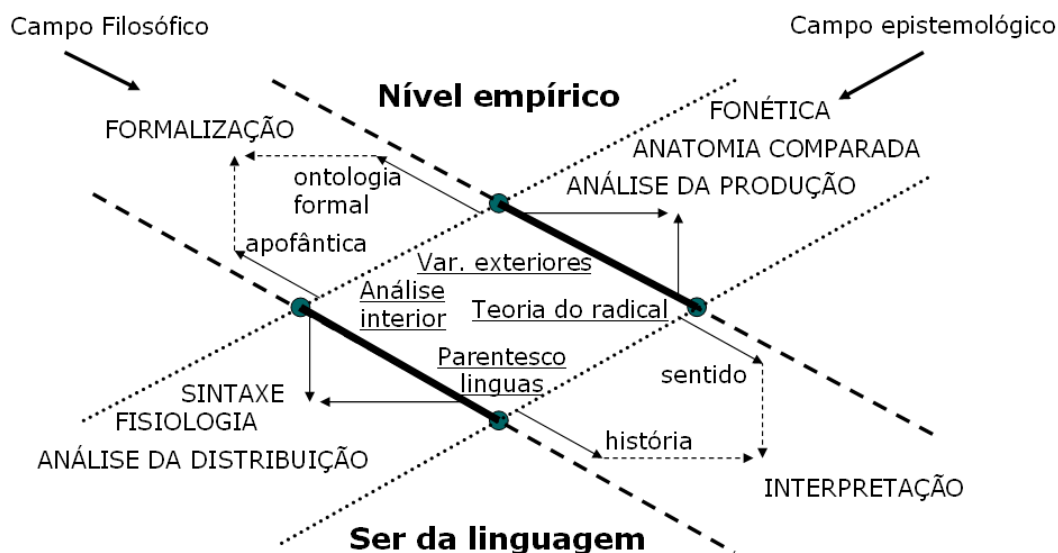 Campo Filosófico
Campo epistemológico
Nível empírico
FONÉTICA
FORMALIZAÇÃO
ANATOMIA COMPARADA
ontologia
formal
ANÁLISE DA PRODUÇÃO
apofântica
Var. exteriores
Análise
interior
Teoria do radical
Parentesco
linguas
sentido
SINTAXE
FISIOLOGIA
ANÁLISE DA DISTRIBUIÇÃO
história
INTERPRETAÇÃO
Ser da linguagem